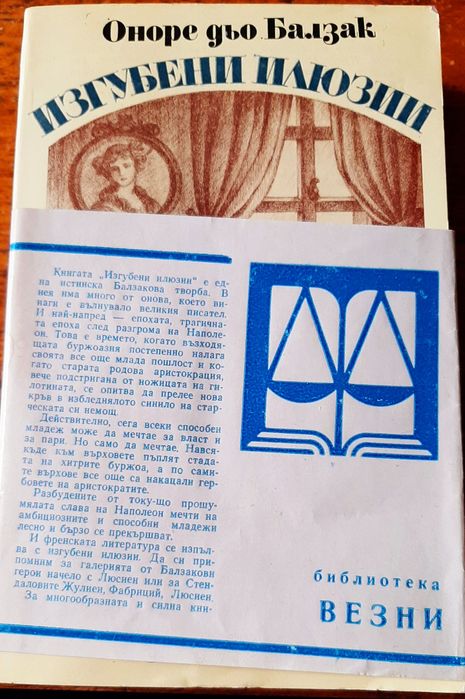 Оноре дьо Балзак
ИЗГУБЕНИ ИЛЮЗИИ
Книгата „Изгубени илюзии“ е ед-
на истинска Балзакова творба. В
нея има много от онова, което ви-
наги е вълнувало великия писател.
И най-напред — епохата, трагична-
та епоха след разгрома на Наполе-
он. Това е времето, когато възходя-
щата буржоазия постепенно налага
своята все още млада пошлост и ко-
гато старата родова аристокрация,
вече подстригана от ножицата на ги-
лотината, се опитва да прелее нова
кръв в избледнялото синило на стар-
ческата си немощ.
Действително, сега всеки способен
младеж може да мечтае за власт и
за пари. Но само да мечтае. Нався-
къде към върховете пъплят стада-
та на хитрите буржоа, а по сами-
те върхове все още са накацали гер-
бовете на аристократите.
Разбудените от току-що прошу-
мялата слава на Наполеон мечти на
амбициозните и способни младежи
лесно и бързо се прекършват.
И френската литература се изпъл-
ва с изгубени илюзии. Да си при-
помним за галерията от Балзакови
герои начело с Люсиен или за Стен-
даловите Жулиен, Фабриций, Люсиен.
За многообразната и силна кни-
библиотека
ВЕЗНИ